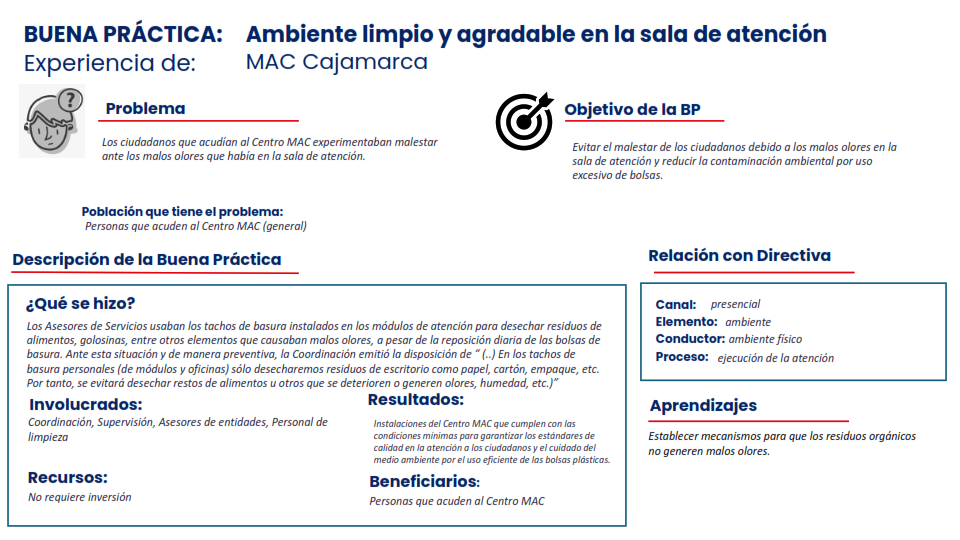 BUENA PRÁCTICA: Ambiente limpio y agradable en la sala de atención
Experiencia de: MAC Cajamarca
?
Problema
Los ciudadanos que acudían al Centro MAC experimentaban malestar
ante los malos olores que había en la sala de atención.
Objetivo de la BP
Evitar el malestar de los ciudadanos debido a los malos olores en la
sala de atención y reducir la contaminación ambiental por uso
excesivo de bolsas.
Población que tiene el problema:
Personas que acuden al Centro MAC (general)
Descripción de la Buena Práctica
¿Qué se hizo?
Los Asesores de Servicios usaban los tachos de basura instalados en los módulos de atención para desechar residuos de
alimentos, golosinas, entre otros elementos que causaban malos olores, a pesar de la reposición diaria de las bolsas de
basura. Ante esta situación y de manera preventiva, la Coordinación emitió la disposición de “ (..) En los tachos de
basura personales (de módulos y oficinas) sólo desecharemos residuos de escritorio como papel, cartón, empaque, etc.
Por tanto, se evitará desechar restos de alimentos u otros que se deterioren o generen olores, humedad, etc.)”
Involucrados:
Coordinación, Supervisión, Asesores de entidades, Personal de
limpieza
Recursos:
No requiere inversión
Resultados:
Instalaciones del Centro MAC que cumplen con las
condiciones mínimas para garantizar los estándares de
calidad en la atención a los ciudadanos y el cuidado del
medio ambiente por el uso eficiente de las bolsas plásticas.
Beneficiarios:
Personas que acuden al Centro MAC
Relación con Directiva
Canal: presencial
Elemento: ambiente
Conductor: ambiente físico
Proceso: ejecución de la atención
Aprendizajes
Establecer mecanismos para que los residuos orgánicos
no generen malos olores.